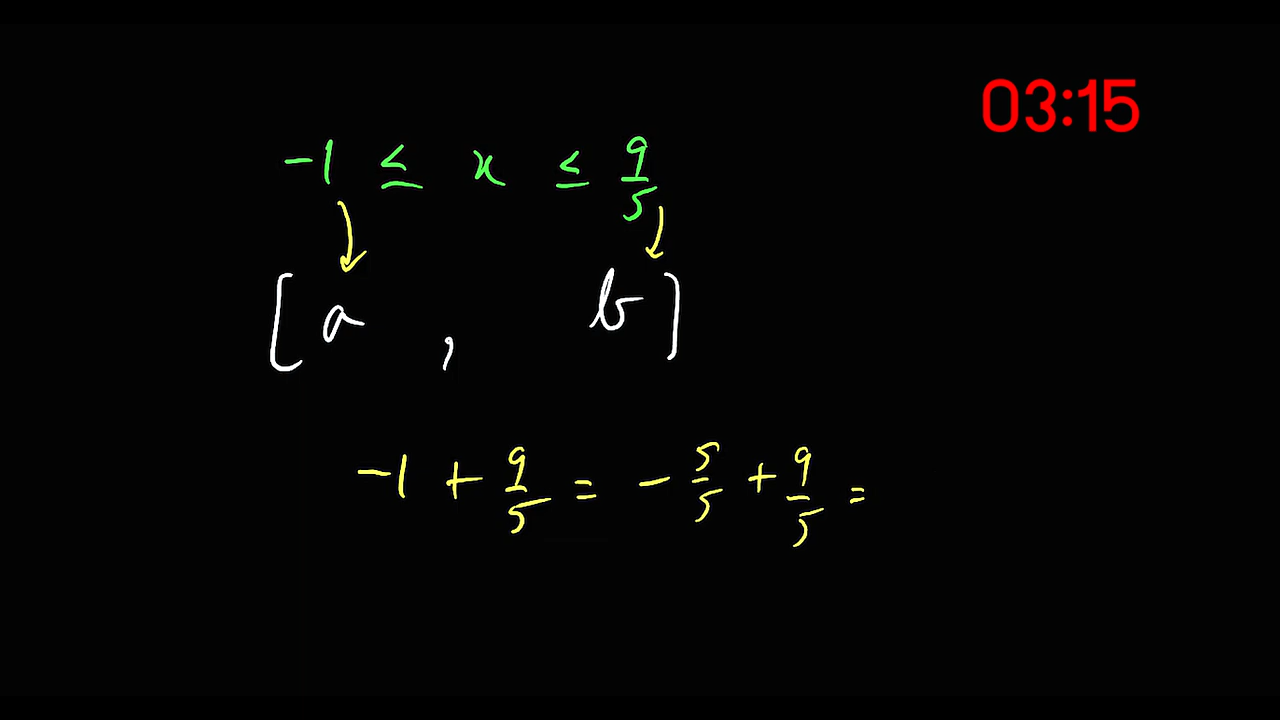 03:15
-1 ≤ x ≤ 9/5
[a, b]
-1 + 9/5 = - 5/5 + 9/5 =